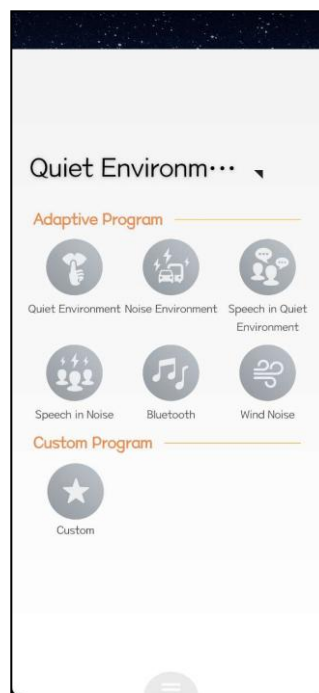 Quiet Environm···
Adaptive Program
Quiet Environment Noise Environment Speech in Quiet
Environment
Speech in Noise Bluetooth Wind Noise
Custom Program
Custom